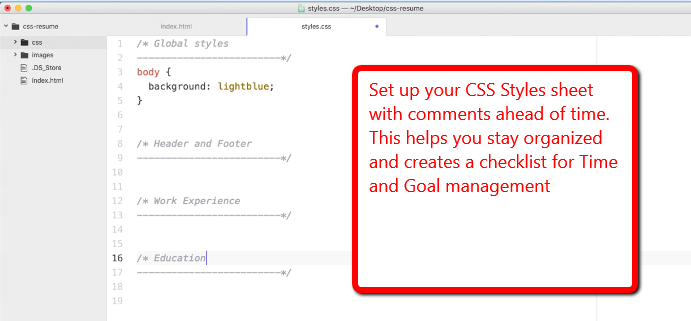 styles.css — ~/Desktop/css-resume
css-resume
css
images
.DS_Store
index.html
index.html
styles.css
1 /* Global styles
2 -------------------------*/
3 body {
4 background: lightblue;
5 }
6
7
8 /* Header and Footer
9 -------------------------*/
10
11
12 /* Work Experience
13 -------------------------*/
14
15
16 /* Education
17 -------------------------*/
18
19
Set up your CSS Styles sheet
with comments ahead of time.
This helps you stay organized
and creates a checklist for Time
and Goal management